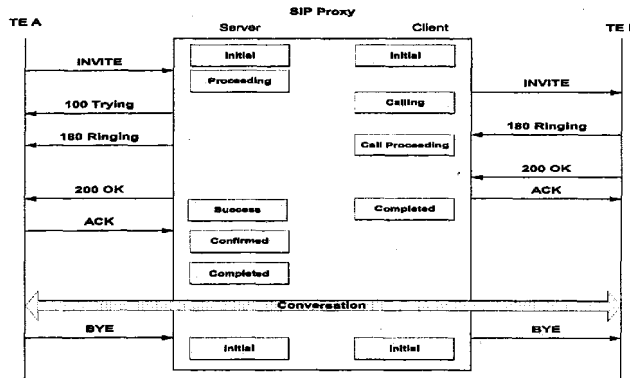 SIP Proxy
TE A
Server
Client
TE
Initial
Initial
INVITE
Proceeding
INVITE
Calling
100 Trying
180 Ringing
180 Ringing
Call Proceeding
200 OK
200 OK
ACK
Success
Completed
ACK
Confirmed
Completed
Conversation
BYE
BYE
Initial
Initial